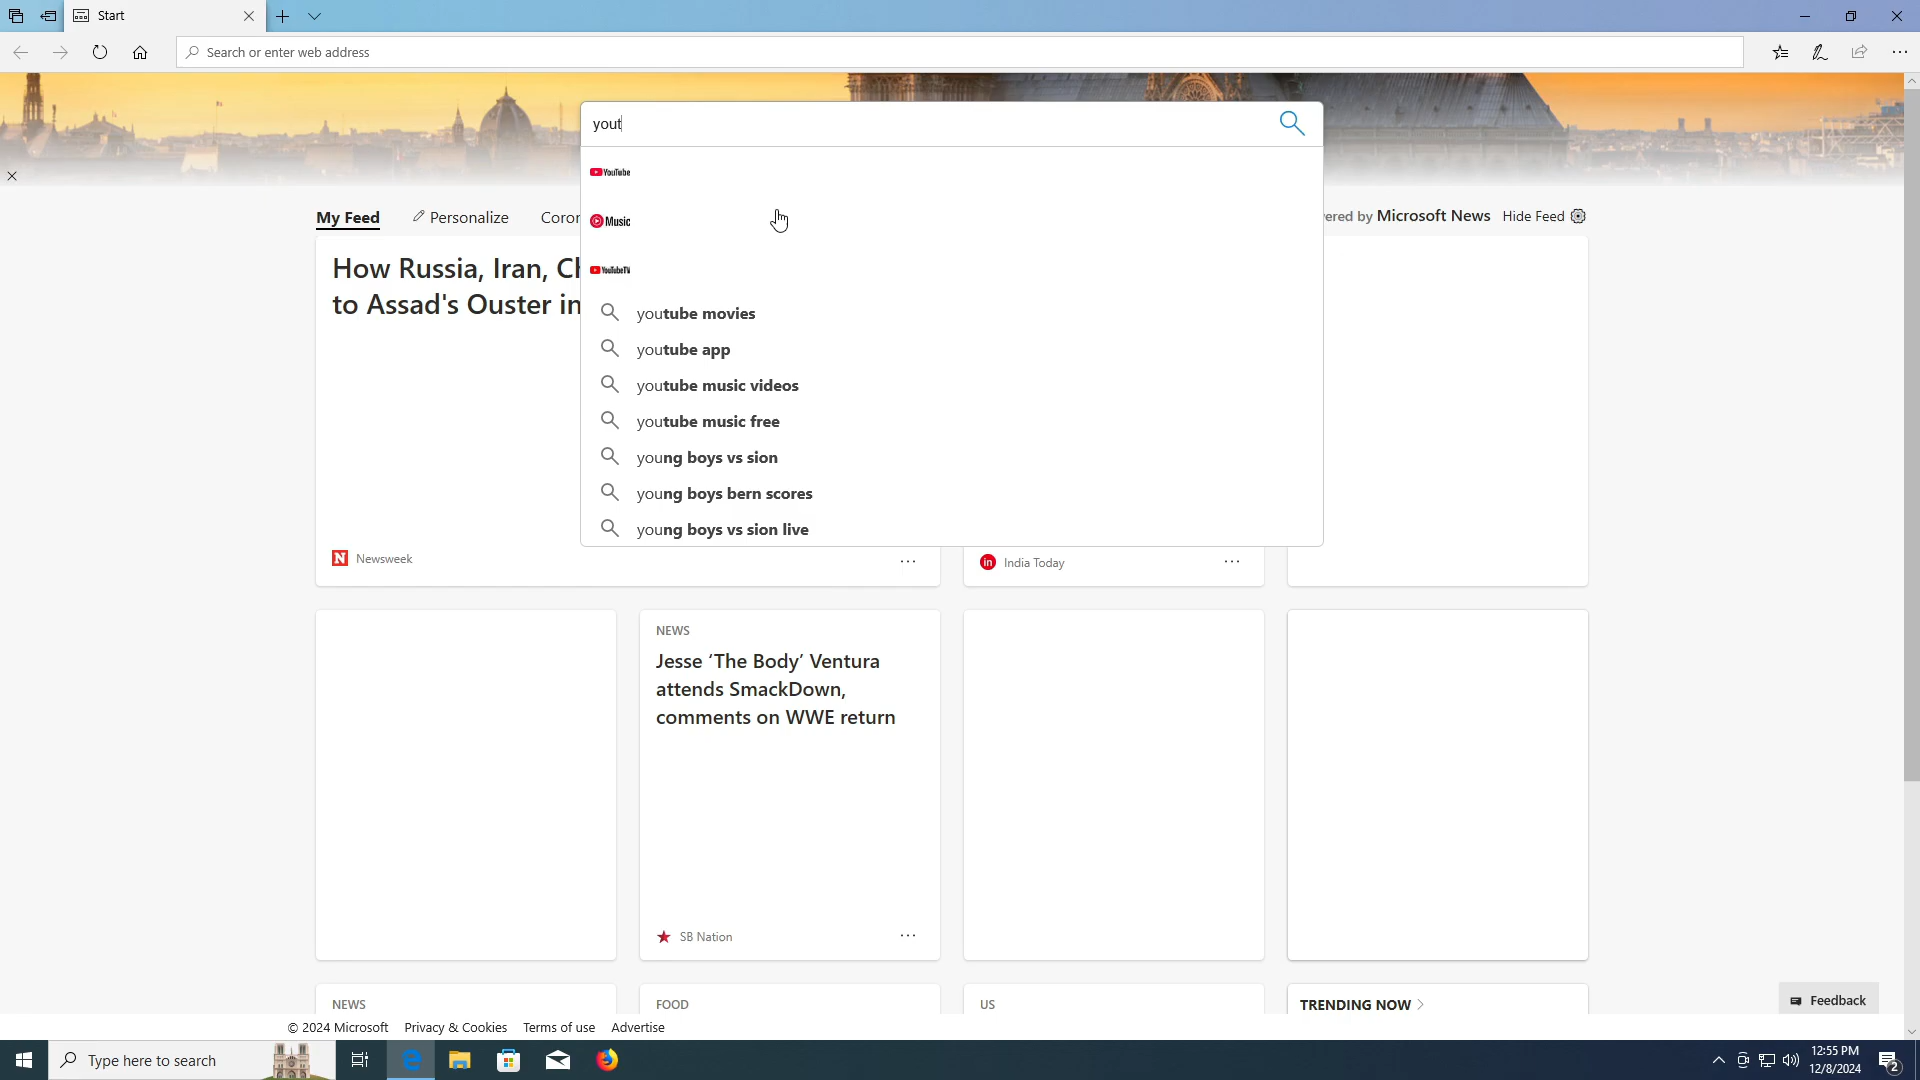 Start
Search or enter web address
yout
YouTube
Music
YouTubeTV
youtube movies
youtube app
youtube music videos
youtube music free
young boys vs sion
young boys bern scores
young boys vs sion live
My Feed
Personalize
Coror
ered by Microsoft News
Hide Feed
How Russia, Iran, Ch
to Assad's Ouster in
N Newsweek
in India Today
NEWS
Jesse ‘The Body’ Ventura
attends SmackDown,
comments on WWE return
SB Nation
NEWS
FOOD
US
TRENDING NOW
Feedback
© 2024 Microsoft
Privacy & Cookies
Terms of use
Advertise
Type here to search
12:55 PM
12/8/2024
2